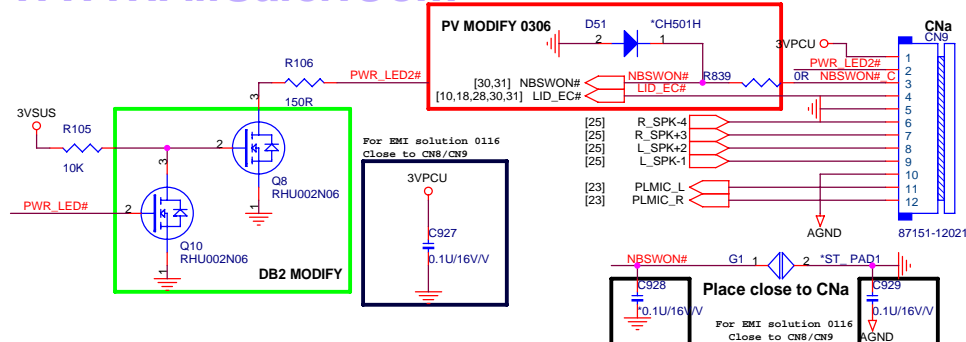 PV MODIFY 0306
D51
*CH501H
2
1
CNa
CN9
3VPCU
R106
PWR_LED2#
150R
[30,31] NBSWON#
[10,18,28,30,31] LID_EC#
NBSWON#
LID_EC#
R839
0R
PWR_LED2#
NBSWON#_C
1
2
3
4
5
6
7
8
9
10
11
12
3VSUS
R105
10K
3
2
1
Q8
RHU002N06
PWR_LED#
3
2
1
Q10
RHU002N06
DB2 MODIFY
For EMI solution 0116
Close to CN8/CN9
3VPCU
C927
0.1U/16V/V
[25] R_SPK-4
[25] R_SPK+3
[25] L_SPK+2
[25] L_SPK-1
[23] PLMIC_L
[23] PLMIC_R
AGND
87151-12021
NBSWON#
G1 1
2 *ST_PAD1
C928
*0.1U/16V/V
Place close to CNa
C929
*0.1U/16V/V
For EMI solution 0116
Close to CN8/CN9
AGND